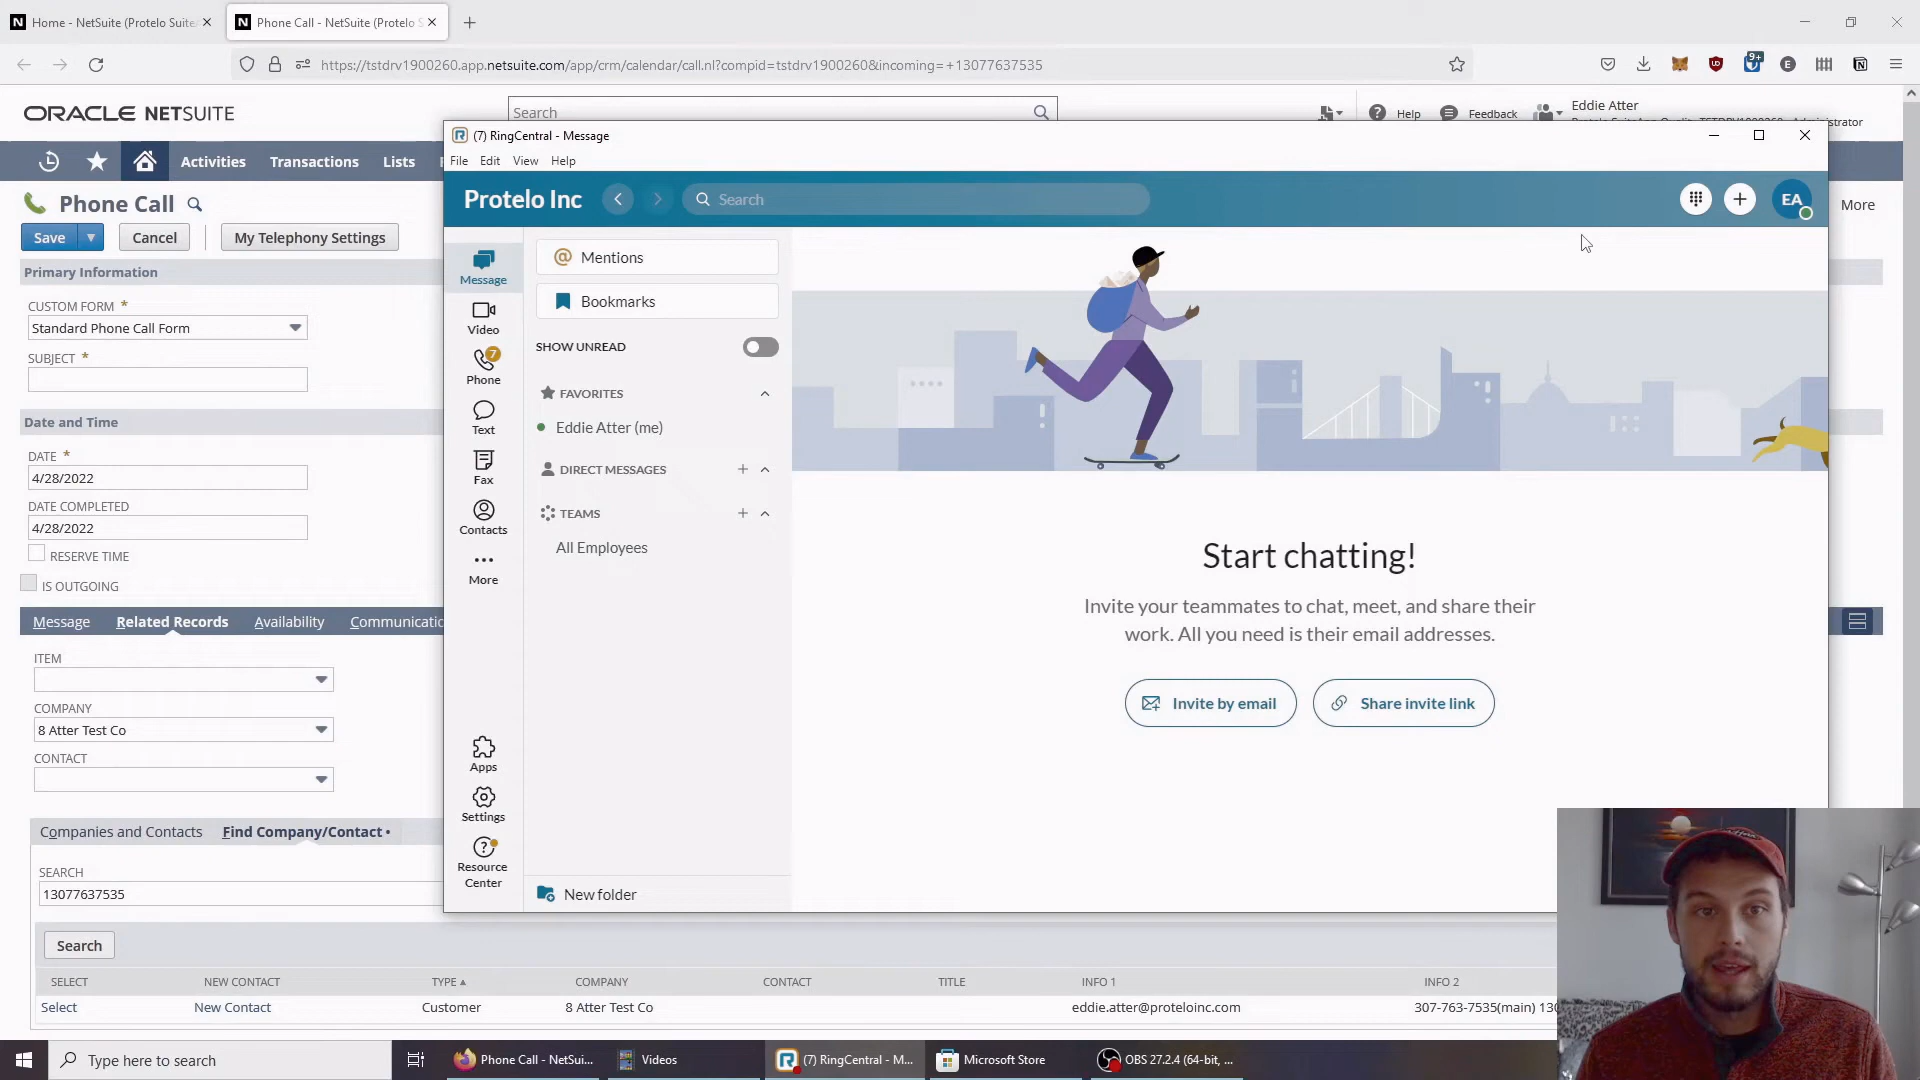 Home - NetSuite (Protelo Suite
Phone Call - NetSuite (Protelo S
https://tstdrv1900260.app.netsuite.com/app/crm/calendar/call.nl?compid=tstdrv1900260&incoming=+13077637535
9+
ORACLE NETSUITE
Search
Help
Feedback
Eddie Atter
Activities
Transactions
Lists
Phone Call
More
Save
Cancel
My Telephony Settings
Primary Information
CUSTOM FORM *
Standard Phone Call Form
SUBJECT *
Date and Time
DATE *
4/28/2022
DATE COMPLETED
4/28/2022
RESERVE TIME
IS OUTGOING
Message
Related Records
Availability
Communicatio
ITEM
COMPANY
8 Atter Test Co
CONTACT
Companies and Contacts
Find Company/Contact •
SEARCH
13077637535
Search
SELECT
NEW CONTACT
TYPE
COMPANY
CONTACT
TITLE
INFO 1
INFO 2
Select
New Contact
Customer
8 Atter Test Co
eddie.atter@proteloinc.com
307-763-7535(main) 130
(7) RingCentral - Message
File
Edit
View
Help
Protelo Inc
Search
EA
Message
Video
7
Phone
Text
Fax
Contacts
More
Apps
Settings
Resource
Center
@ Mentions
Bookmarks
SHOW UNREAD
FAVORITES
Eddie Atter (me)
DIRECT MESSAGES
TEAMS
All Employees
New folder
Start chatting!
Invite your teammates to chat, meet, and share their
work. All you need is their email addresses.
Invite by email
Share invite link
Type here to search
Phone Call - NetSui...
Videos
(7) RingCentral - M...
Microsoft Store
OBS 27.2.4 (64-bit, ...